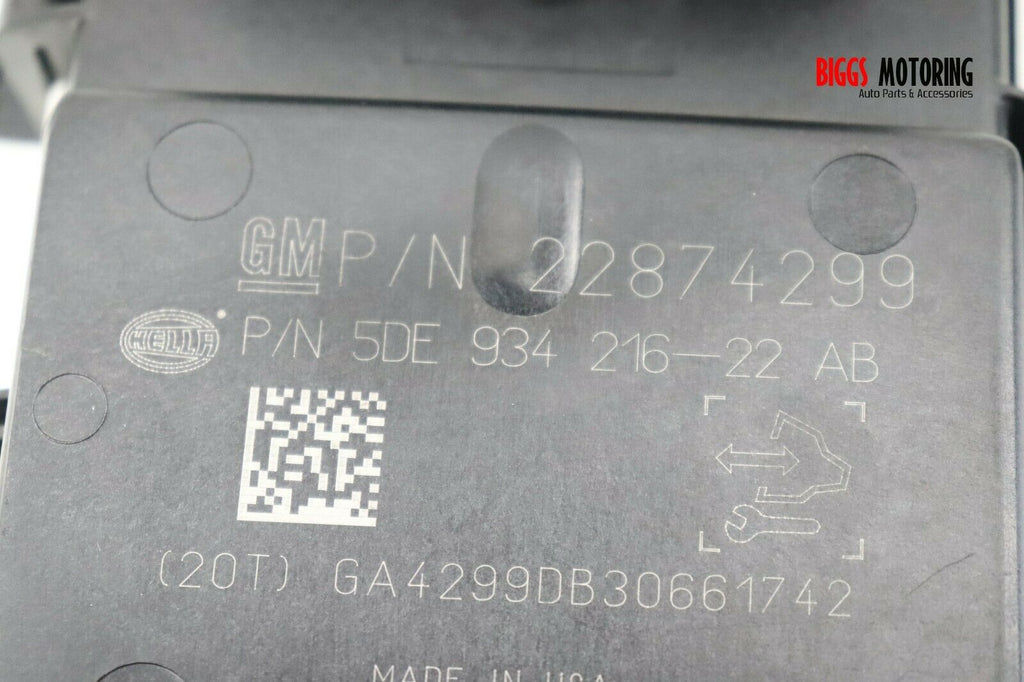 BIGGS MOTORING
Auto Parts & Accessories
GM P/N 22874299
HELLA P/N 5DE 934 216-22 AB
(20T) GA4299DB30661742
MADE IN USA